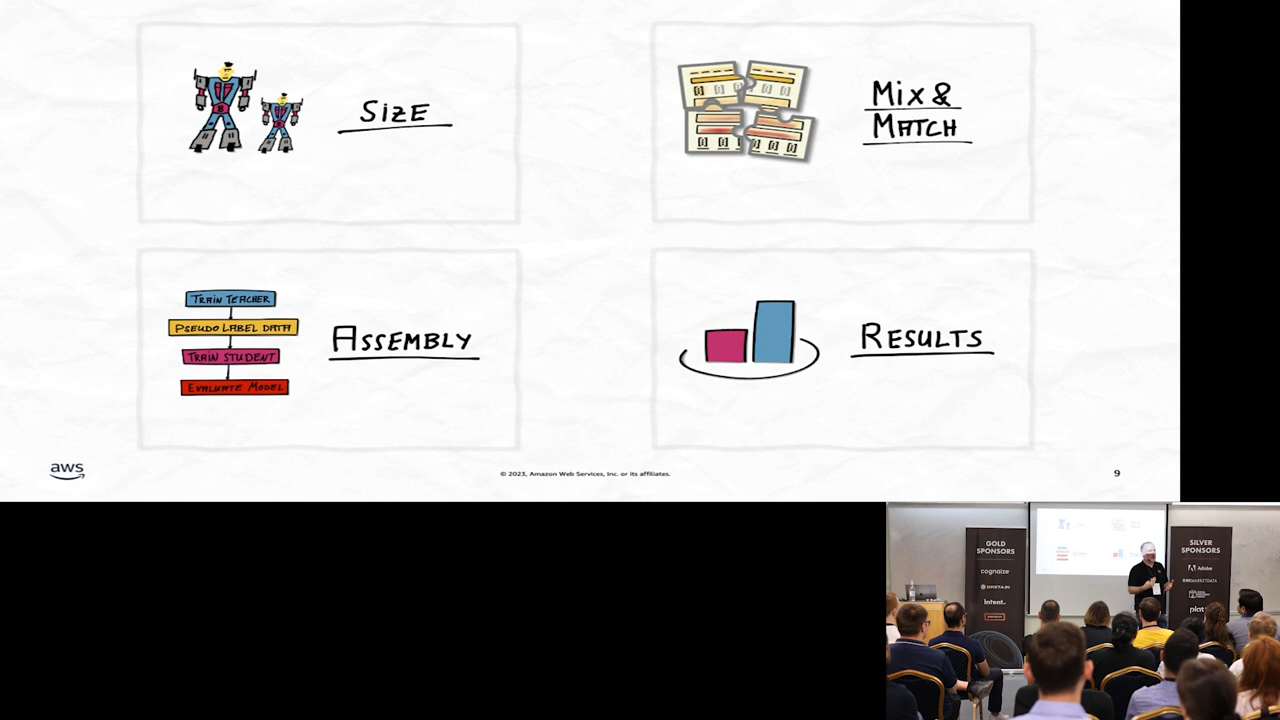 SIZE
MIX &
MATCH
TRAIN TEACHER
PSEUDO LABEL DATA
TRAIN STUDENT
EVALUATE MODEL
ASSEMBLY
RESULTS
aws
© 2023, Amazon Web Services, Inc. or its affiliates.
9
GOLD
SPONSORS
cognaize
intent.
SILVER
SPONSORS
Adobe
plat